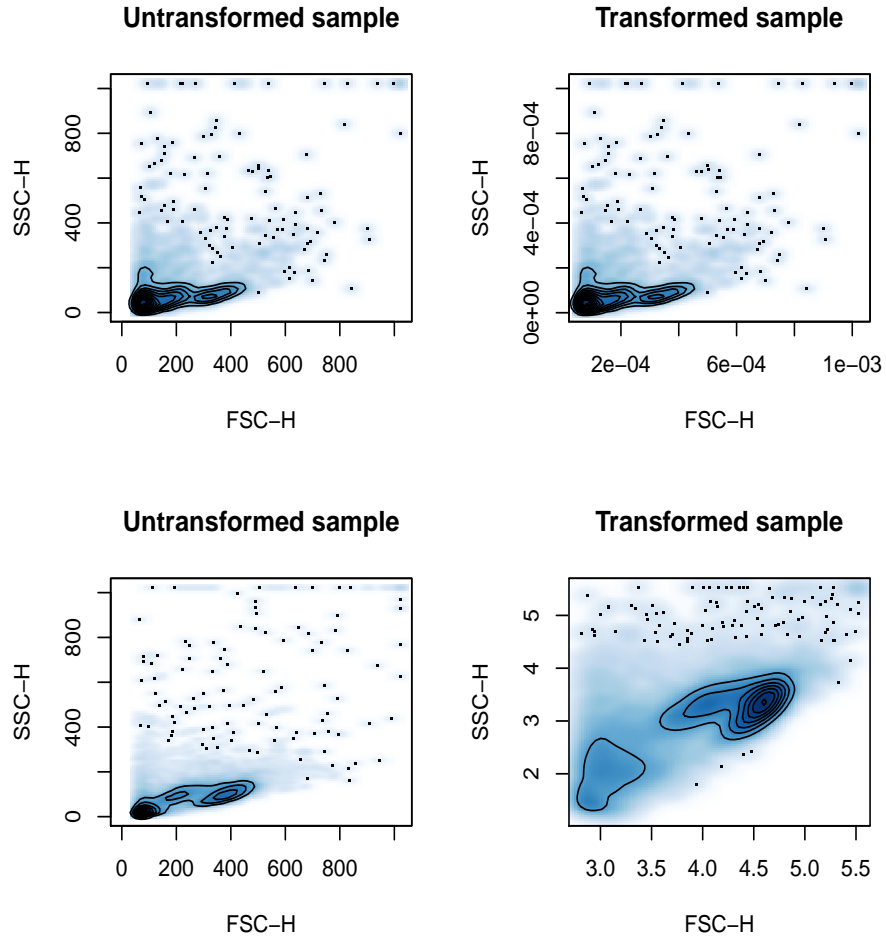 Untransformed sample
Transformed sample
SSC−H
0 400 800
0 200 400 600 800
FSC−H
SSC−H
0e+00 4e−04 8e−04
2e−04 6e−04 1e−03
FSC−H
Untransformed sample
Transformed sample
SSC−H
0 400 800
0 200 400 600 800
FSC−H
SSC−H
2 3 4 5
3.0 3.5 4.0 4.5 5.0 5.5
FSC−H